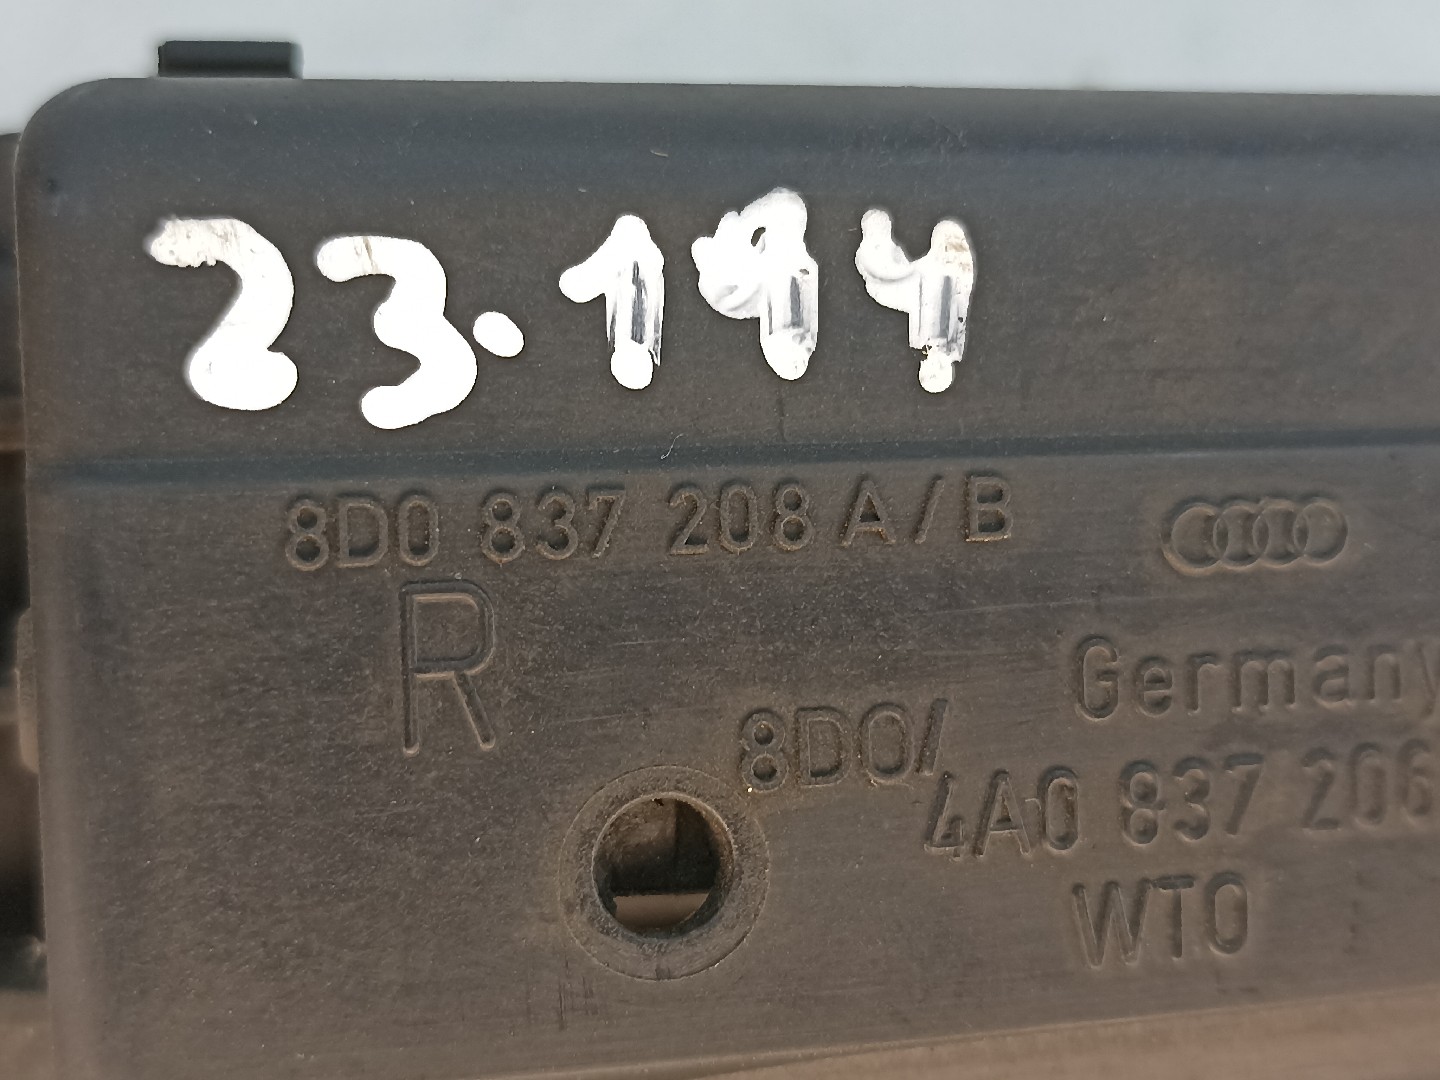 23.194
8D0 837 208 A/B
R
Germany
8D0/
4A0 837 206
WTO